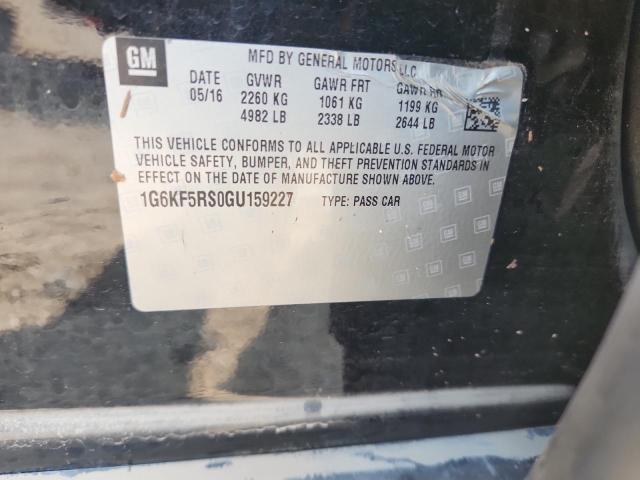 GM
MFD BY GENERAL MOTORS LLC
DATE GVWR GAWR FRT GAWR RR
05/16 2260 KG 1061 KG 1199 KG
4982 LB 2338 LB 2644 LB
THIS VEHICLE CONFORMS TO ALL APPLICABLE U.S. FEDERAL MOTOR
VEHICLE SAFETY, BUMPER, AND THEFT PREVENTION STANDARDS IN
EFFECT ON THE DATE OF MANUFACTURE SHOWN ABOVE.
1G6KF5RS0GU159227 TYPE: PASS CAR